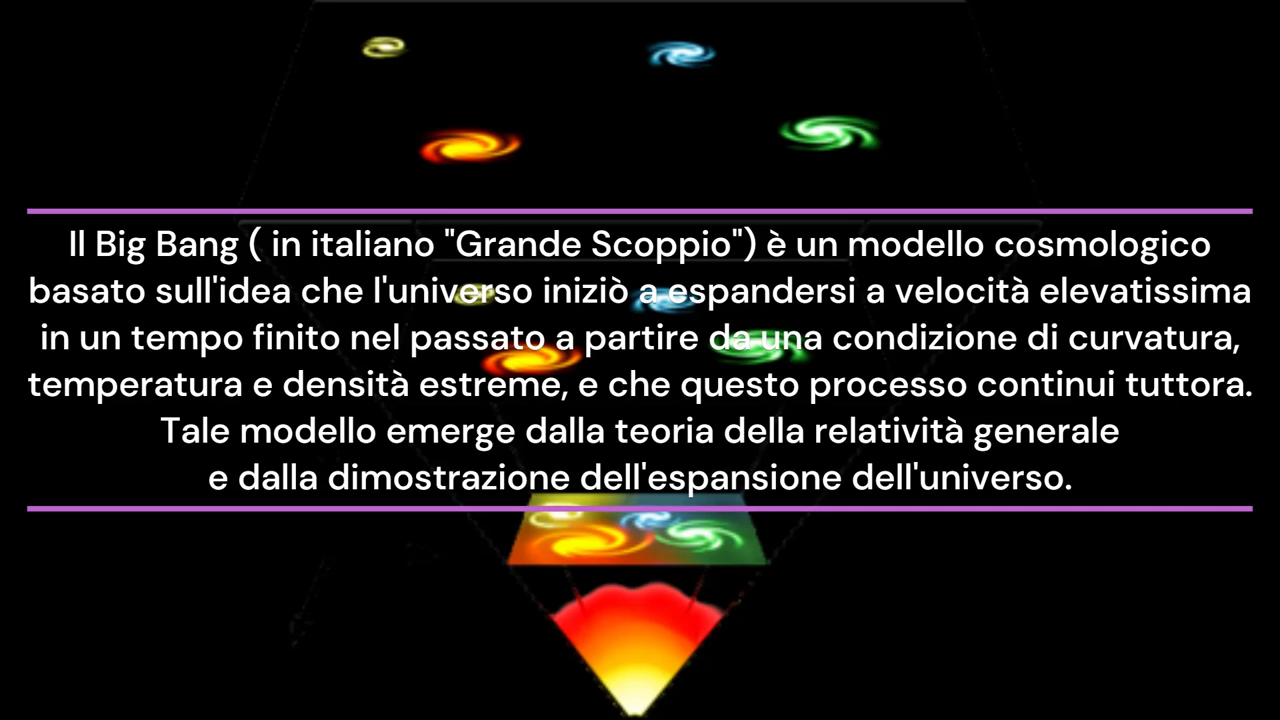 Il Big Bang ( in italiano "Grande Scoppio") è un modello cosmologico
basato sull'idea che l'universo iniziò a espandersi a velocità elevatissima
in un tempo finito nel passato a partire da una condizione di curvatura,
temperatura e densità estreme, e che questo processo continui tuttora.
Tale modello emerge dalla teoria della relatività generale
e dalla dimostrazione dell'espansione dell'universo.